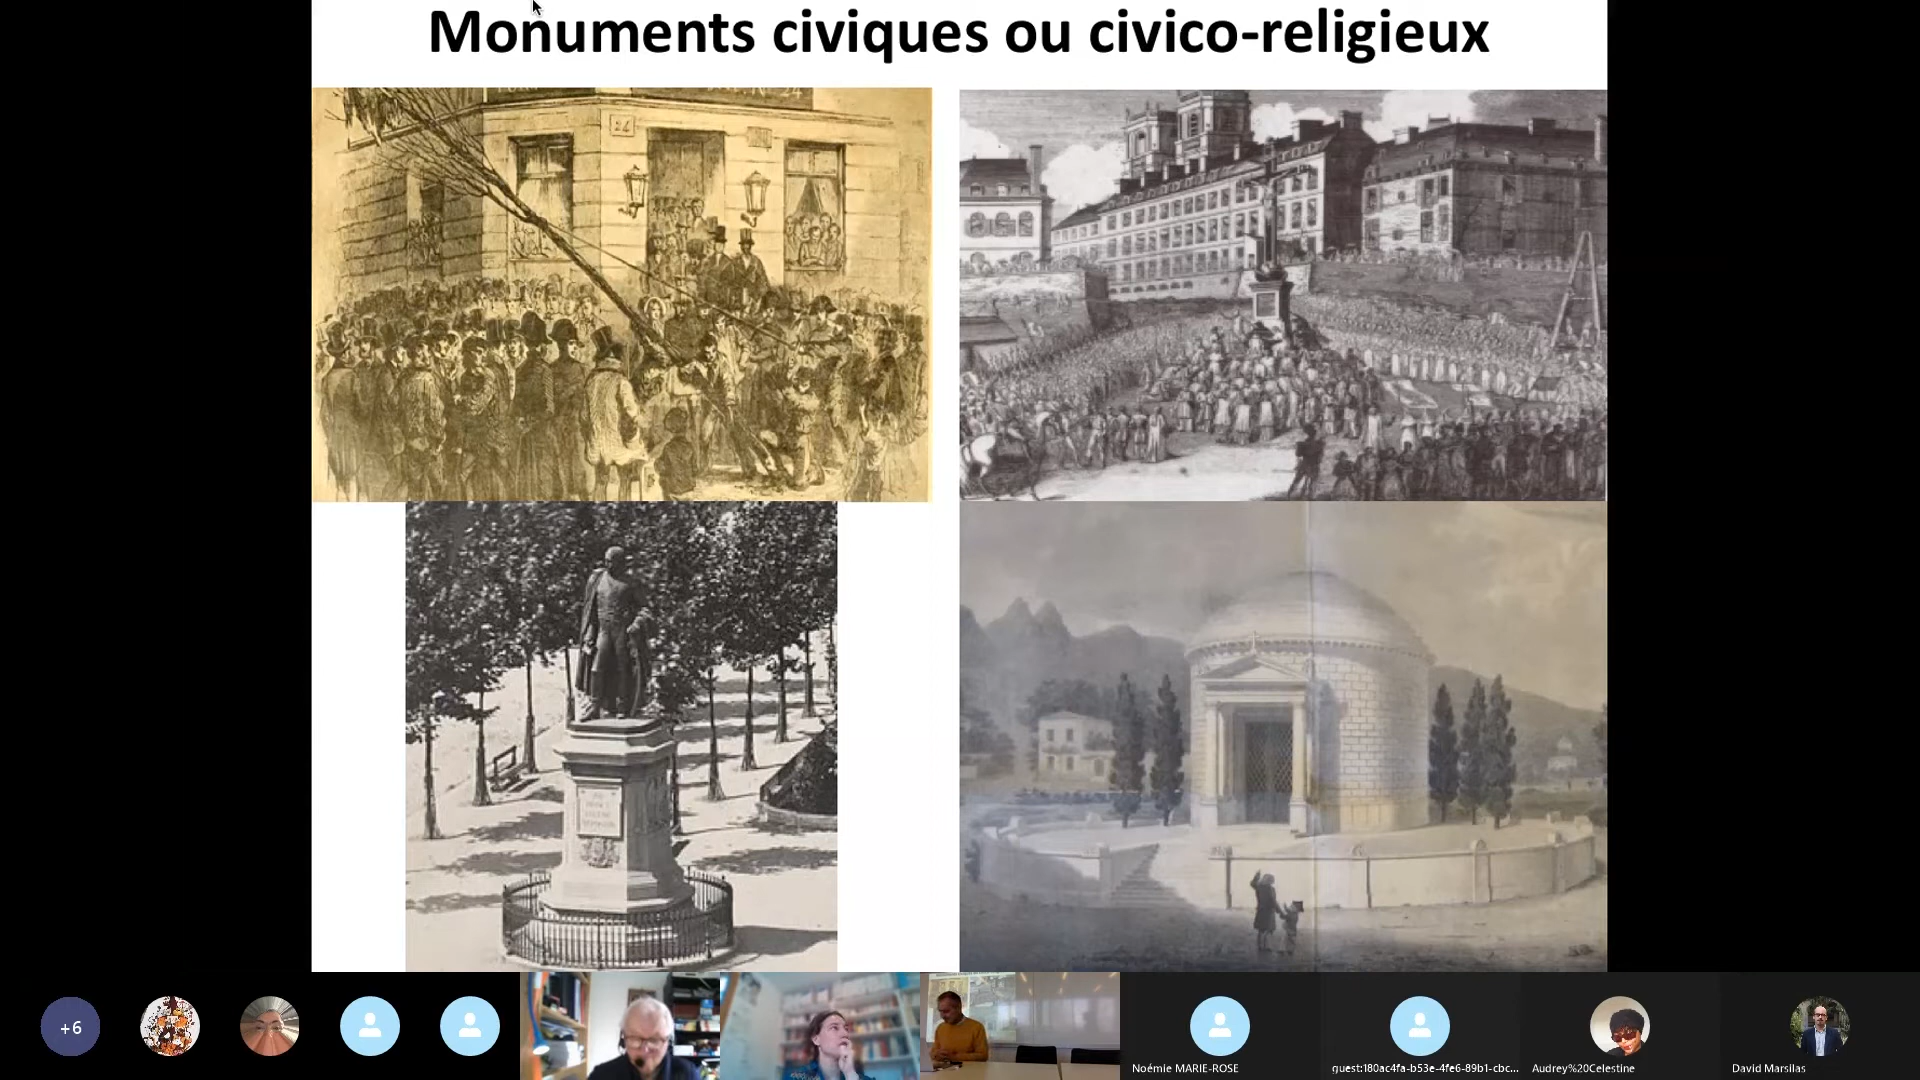 Monuments civiques ou civico-religieux
24
+6
Noémie MARIE-ROSE
guest:180ac4fa-b53e-4fe6-89b1-cbc...
Audrey%20Celestine
David Marsilas